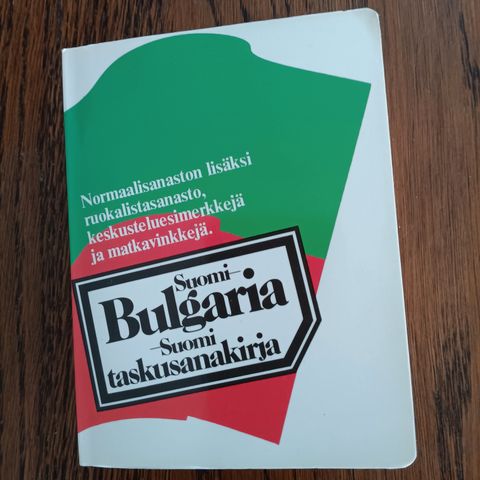 Normaalisanaston lisäksi
ruokalistasanasto,
keskusteluesimerkkejä
ja matkavinkkejä.
Suomi-
Bulgaria
-Suomi
taskusanakirja